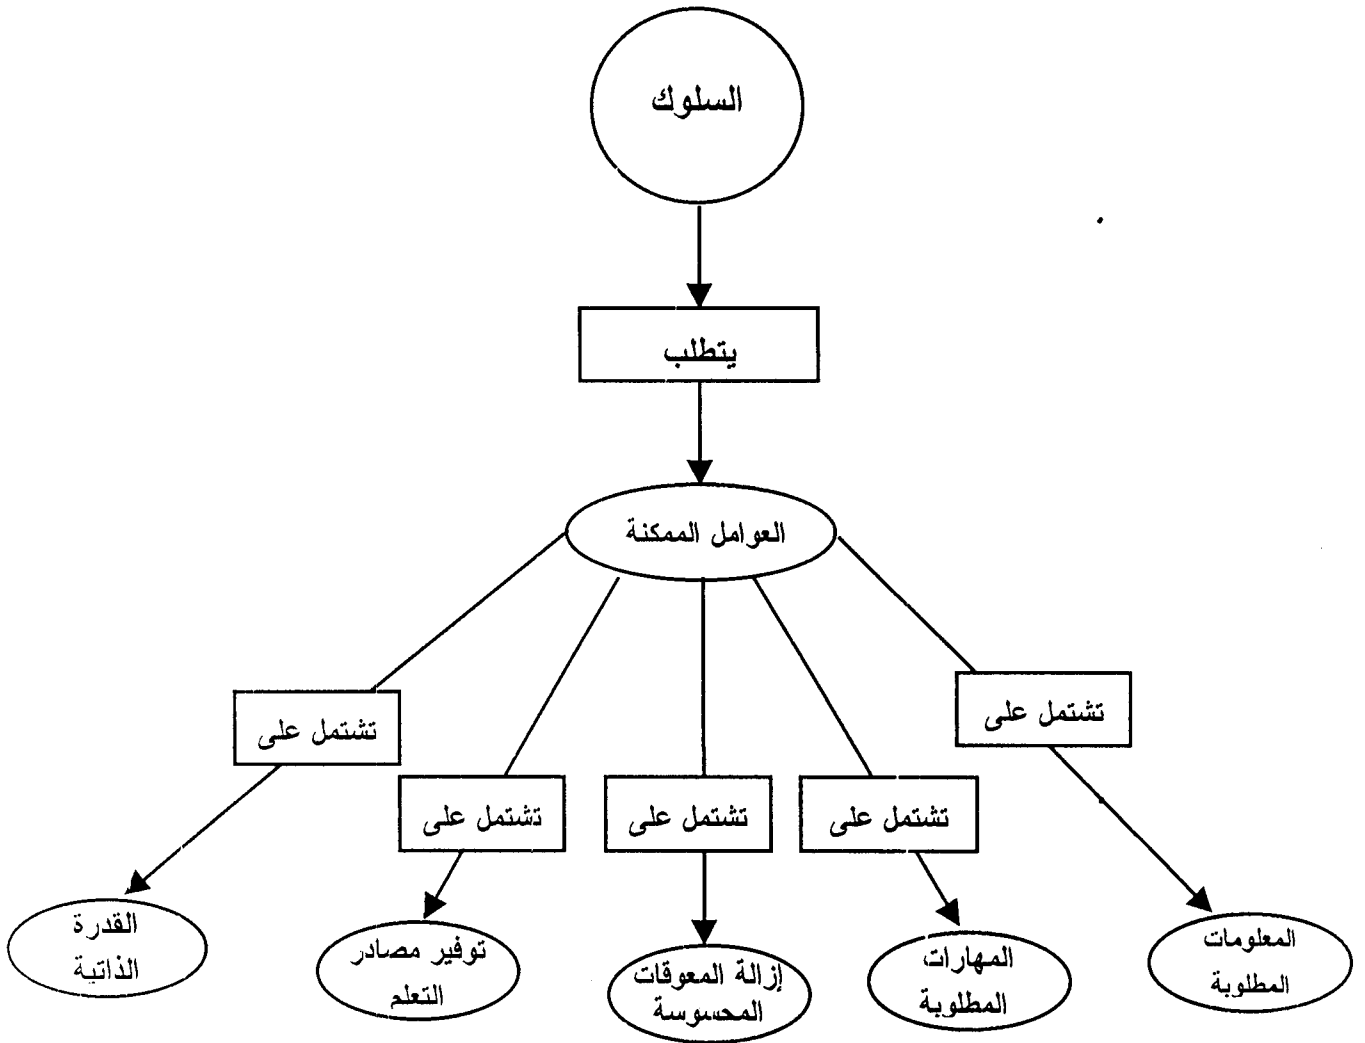 السلوك
يتطلب
العوامل الممكنة
تشتمل على
تشتمل على
تشتمل على
تشتمل على
تشتمل على
المعلومات
المطلوبة
المهارات
المطلوبة
إزالة المعوقات
المحسوسة
توفير مصادر
التعلم
القدرة
الذاتية